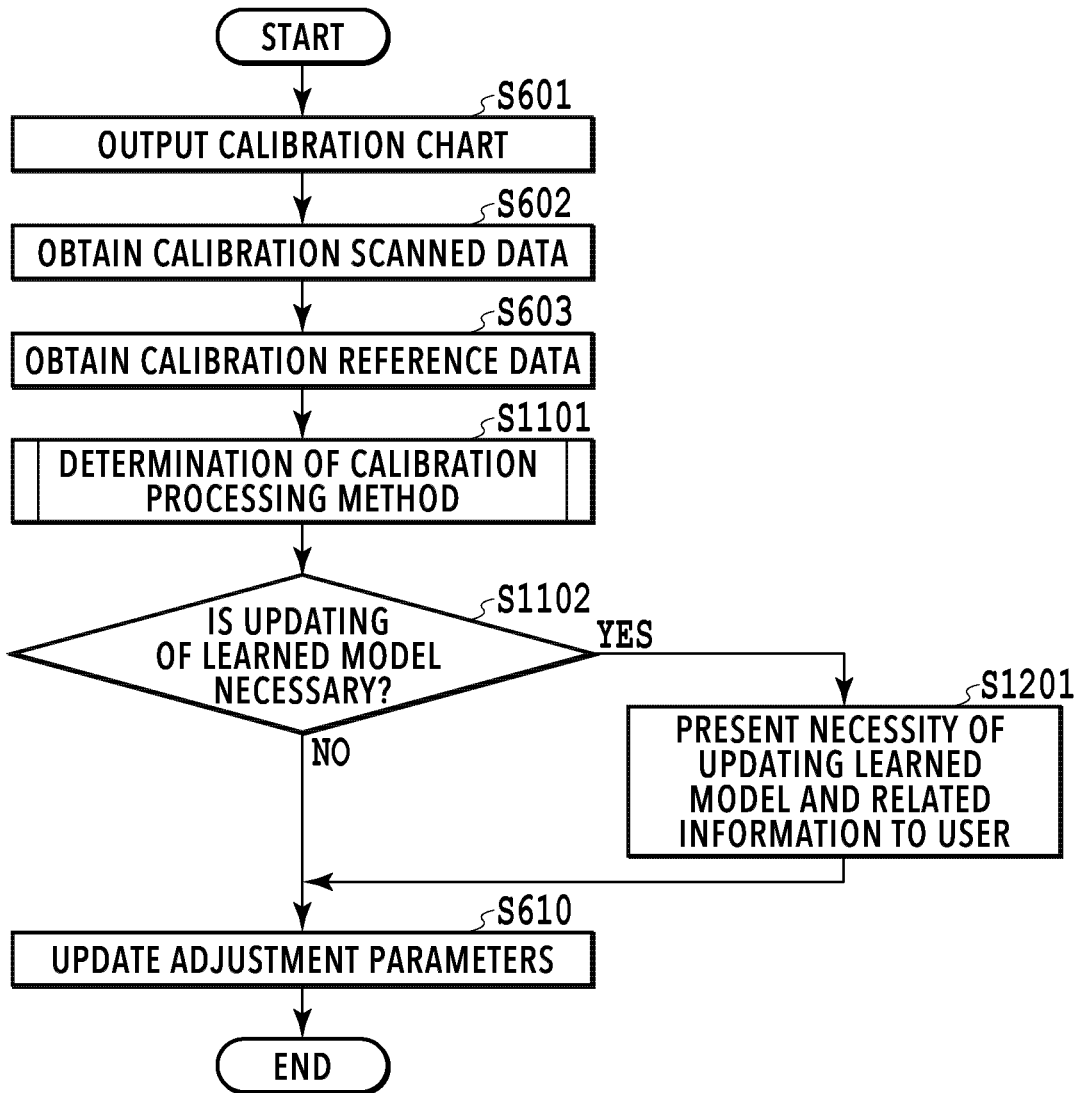 START
S601
OUTPUT CALIBRATION CHART
S602
OBTAIN CALIBRATION SCANNED DATA
S603
OBTAIN CALIBRATION REFERENCE DATA
S1101
DETERMINATION OF CALIBRATION
PROCESSING METHOD
S1102
IS UPDATING
OF LEARNED MODEL
NECESSARY?
YES
NO
S1201
PRESENT NECESSITY OF
UPDATING LEARNED
MODEL AND RELATED
INFORMATION TO USER
S610
UPDATE ADJUSTMENT PARAMETERS
END